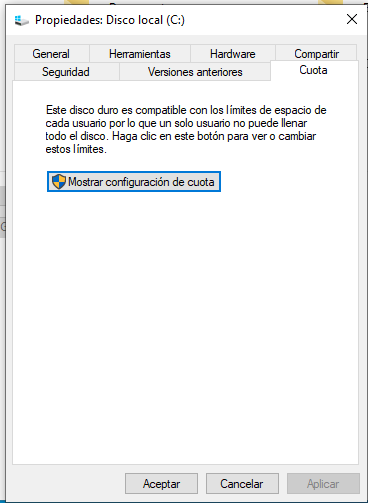 Propiedades: Disco local (C:)
General
Herramientas
Hardware
Compartir
Seguridad
Versiones anteriores
Cuota
Este disco duro es compatible con los límites de espacio de
cada usuario por lo que un solo usuario no puede llenar
todo el disco. Haga clic en este botón para ver o cambiar
estos límites.
Mostrar configuración de cuota
Aceptar
Cancelar
Aplicar